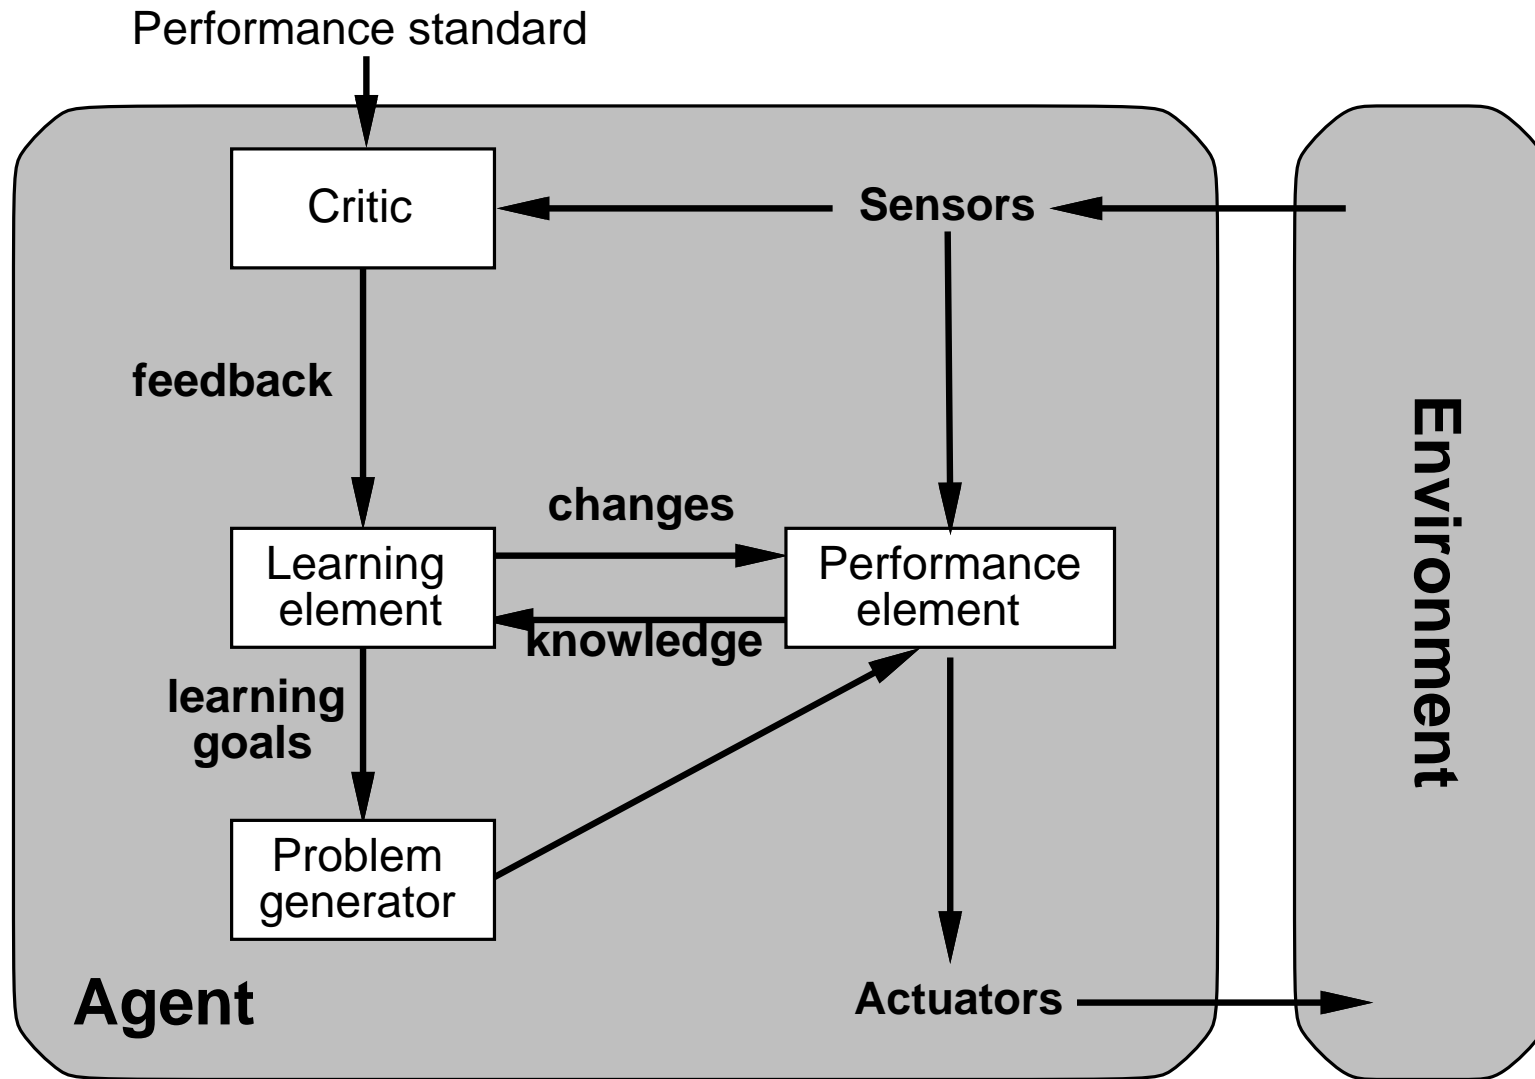 Performance standard
Critic
Sensors
feedback
changes
Learning
element
Performance
element
knowledge
learning
goals
Problem
generator
Agent
Actuators
Environment